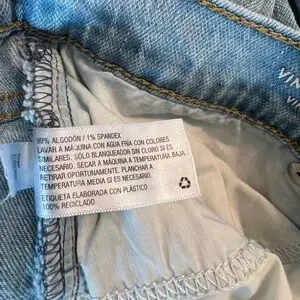 99% ALGODÓN / 1% SPANDEX
LAVAR A MÁQUINA CON AGUA FRÍA CON COLORES
SIMILARES. SÓLO BLANQUEADOR SIN CLORO SI ES
NECESARIO. SECAR A MÁQUINA A TEMPERATURA BAJA.
RETIRAR OPORTUNAMENTE. PLANCHAR A
TEMPERATURA MEDIA SI ES NECESARIO.
ETIQUETA ELABORADA CON PLÁSTICO
100% RECICLADO
VIN